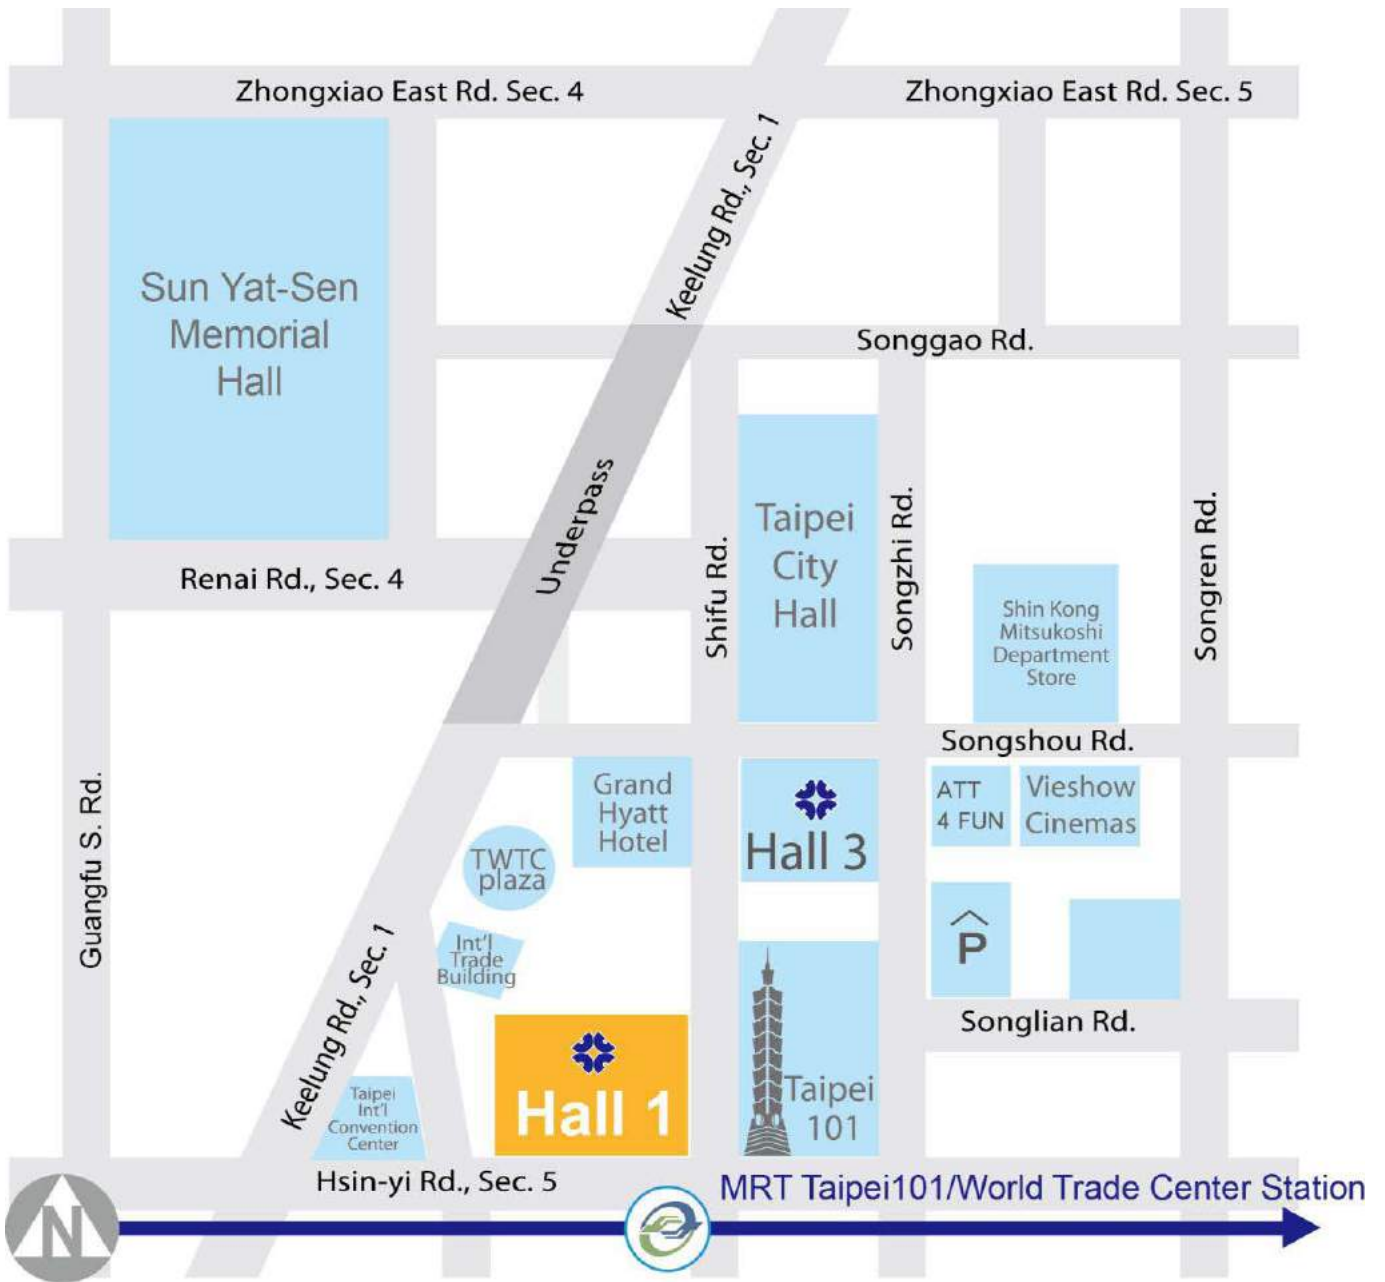 Zhongxiao East Rd. Sec. 4
Zhongxiao East Rd. Sec. 5
Keelung Rd., Sec. 1
Sun Yat-Sen
Memorial
Hall
Songgao Rd.
Underpass
Taipei
City
Hall
Songzhi Rd.
Songren Rd.
Shifu Rd.
Renai Rd., Sec. 4
Shin Kong
Mitsukoshi
Department
Store
Songshou Rd.
Guangfu S. Rd.
Grand
Hyatt
Hotel
Hall 3
ATT
4 FUN
Vieshow
Cinemas
TWTC
plaza
Int'l
Trade
Building
P
Keelung Rd., Sec. 1
Songlian Rd.
Hall 1
Taipei
101
Taipei
Int'l
Convention
Center
Hsin-yi Rd., Sec. 5
MRT Taipei101/World Trade Center Station
N